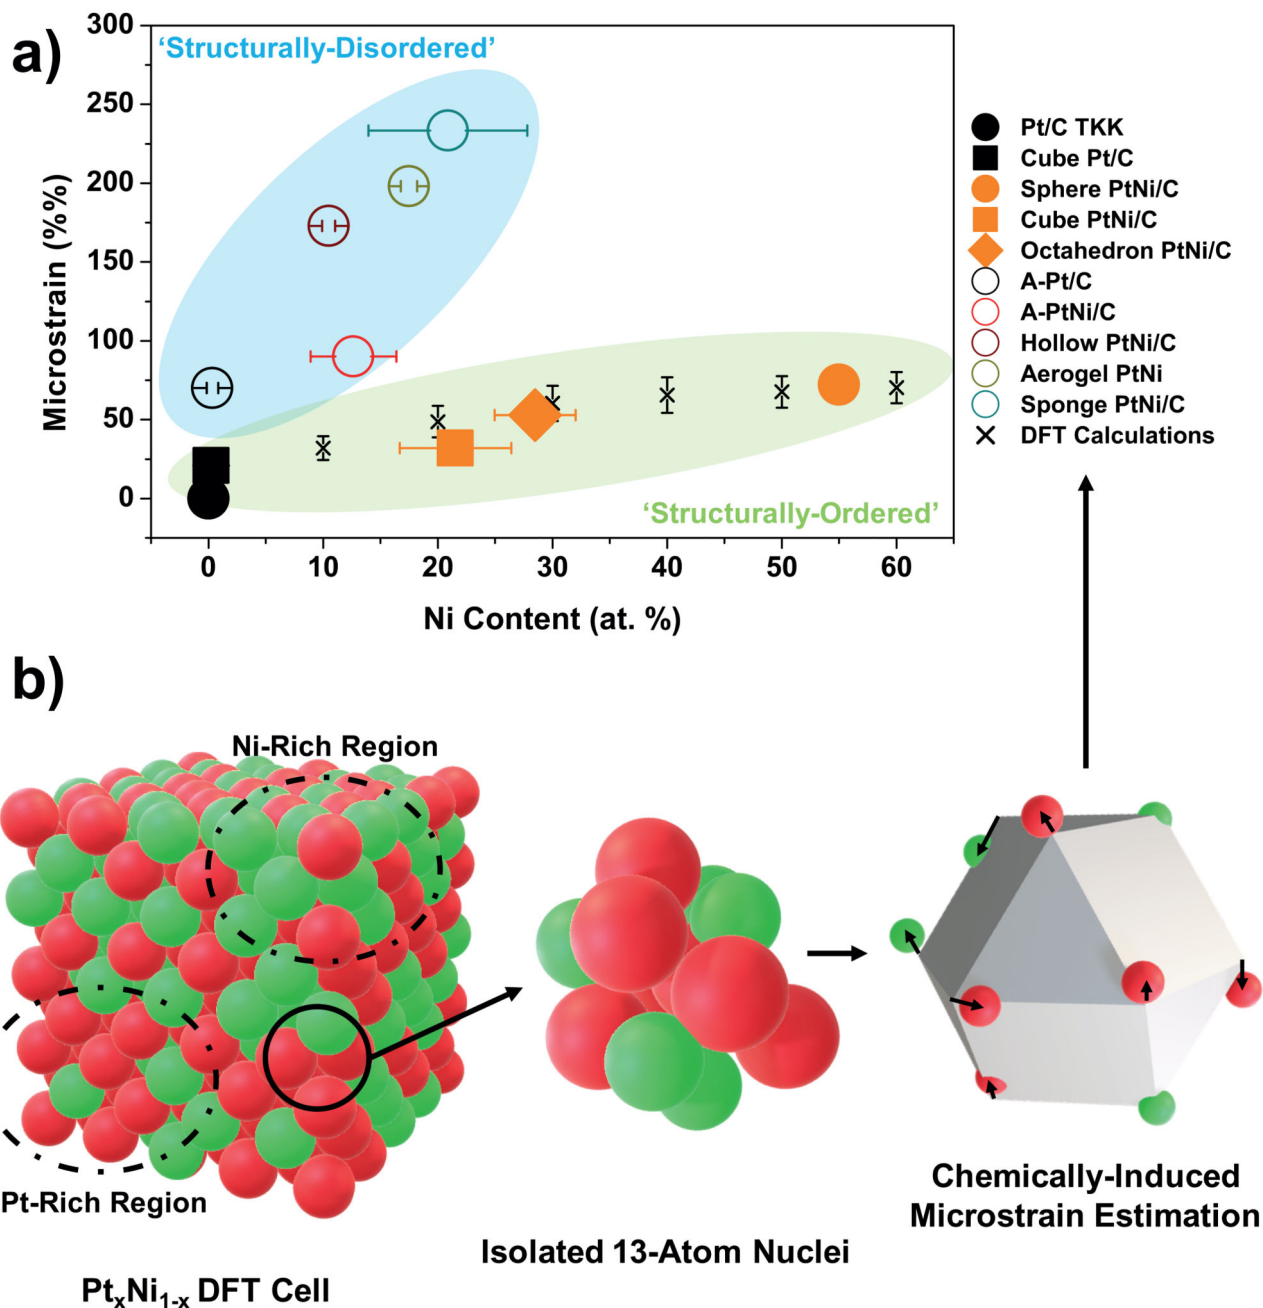 a)
300
250
200
150
100
50
0
Microstrain (%%)
‘Structurally-Disordered’
‘Structurally-Ordered’
0 10 20 30 40 50 60
Ni Content (at. %)
Pt/C TKK
Cube Pt/C
Sphere PtNi/C
Cube PtNi/C
Octahedron PtNi/C
A-Pt/C
A-PtNi/C
Hollow PtNi/C
Aerogel PtNi
Sponge PtNi/C
DFT Calculations
b)
Ni-Rich Region
Pt-Rich Region
PtxNi1-x DFT Cell
Isolated 13-Atom Nuclei
Chemically-Induced
Microstrain Estimation